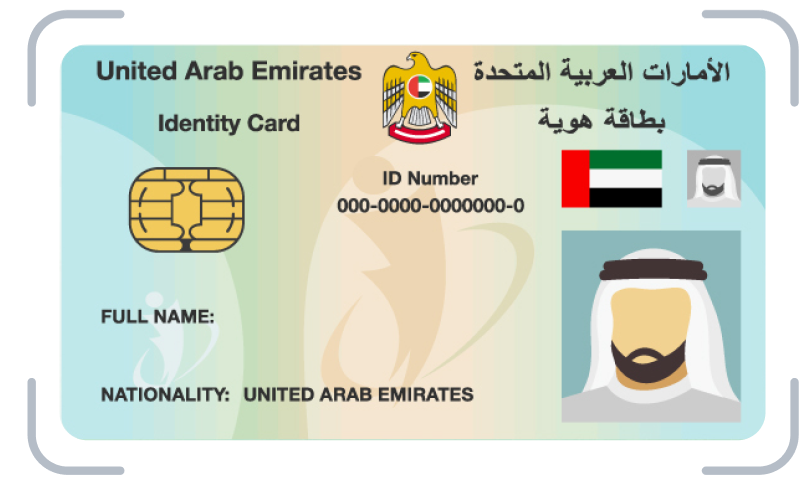 United Arab Emirates
الأمارات العربية المتحدة
Identity Card
بطاقة هوية
ID Number
000-0000-0000000-0
FULL NAME:
NATIONALITY: UNITED ARAB EMIRATES